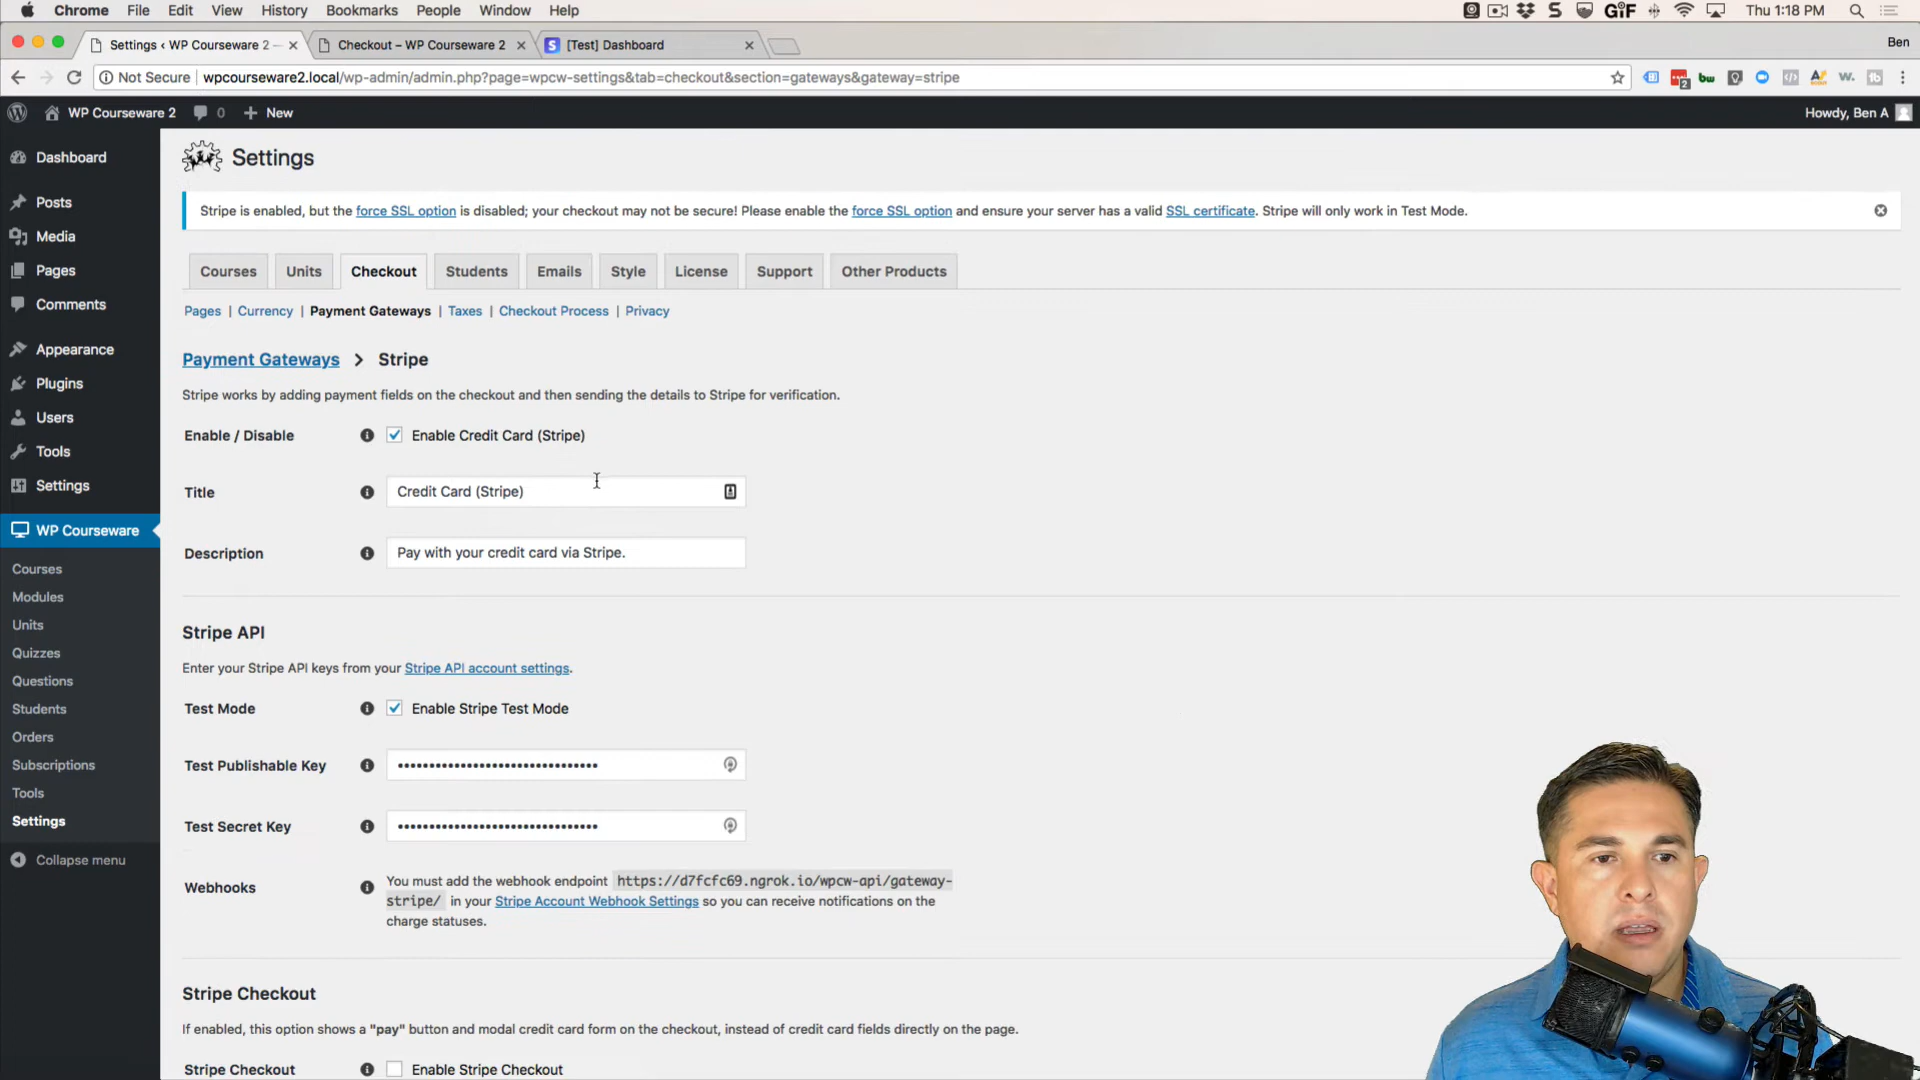 Chrome File Edit View History Bookmarks People Window Help
GIF Thu 1:18 PM
Settings ‹ WP Courseware 2 — Checkout – WP Courseware 2 [Test] Dashboard Ben
Not Secure wpcourseware2.local/wp-admin/admin.php?page=wpcw-settings&tab=checkout&section=gateways&gateway=stripe
WP Courseware 2 0 New Howdy, Ben A
Dashboard
Posts
Media
Pages
Comments
Appearance
Plugins
Users
Tools
Settings
WP Courseware
Courses
Modules
Units
Quizzes
Questions
Students
Orders
Subscriptions
Tools
Settings
Collapse menu
Settings
Stripe is enabled, but the force SSL option is disabled; your checkout may not be secure! Please enable the force SSL option and ensure your server has a valid SSL certificate. Stripe will only work in Test Mode.
Courses Units Checkout Students Emails Style License Support Other Products
Pages | Currency | Payment Gateways | Taxes | Checkout Process | Privacy
Payment Gateways > Stripe
Stripe works by adding payment fields on the checkout and then sending the details to Stripe for verification.
Enable / Disable Enable Credit Card (Stripe)
Title Credit Card (Stripe)
Description Pay with your credit card via Stripe.
Stripe API
Enter your Stripe API keys from your Stripe API account settings.
Test Mode Enable Stripe Test Mode
Test Publishable Key
Test Secret Key
Webhooks You must add the webhook endpoint https://d7fcfc69.ngrok.io/wpcw-api/gateway-
stripe/ in your Stripe Account Webhook Settings so you can receive notifications on the
charge statuses.
Stripe Checkout
If enabled, this option shows a "pay" button and modal credit card form on the checkout, instead of credit card fields directly on the page.
Stripe Checkout Enable Stripe Checkout